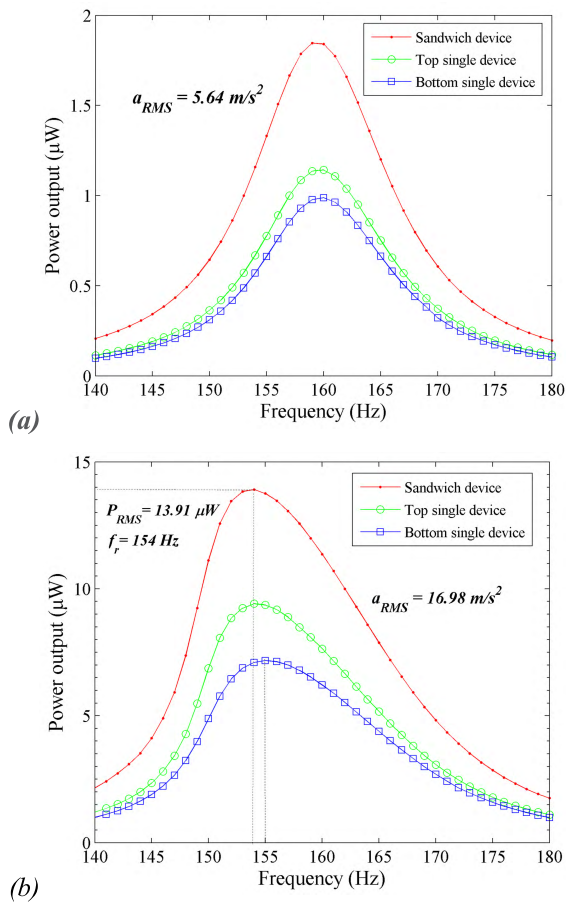 2
1.5
1
0.5
0
Power output (μW)
a_RMS = 5.64 m/s²
Sandwich device
Top single device
Bottom single device
140 145 150 155 160 165 170 175 180
Frequency (Hz)
(a)
15
10
5
0
Power output (μW)
P_RMS = 13.91 μW
f_r = 154 Hz
a_RMS = 16.98 m/s²
Sandwich device
Top single device
Bottom single device
140 145 150 155 160 165 170 175 180
Frequency (Hz)
(b)